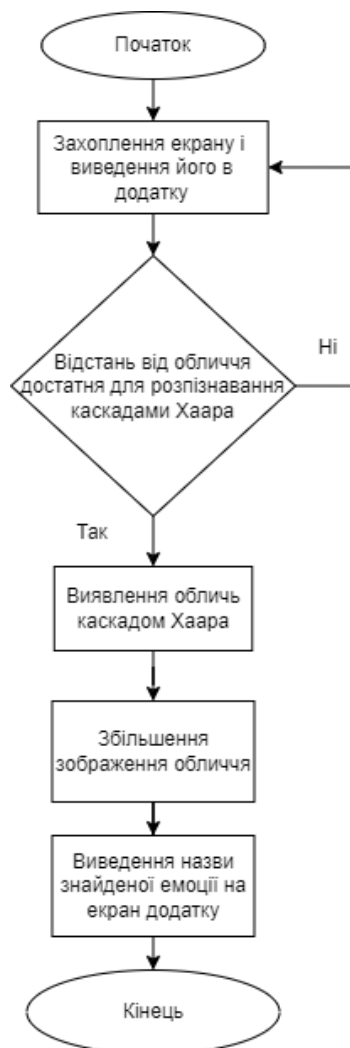 Початок
Захоплення екрану і
виведення його в
додатку
Ні
Відстань від обличчя
достатня для розпізнавання
каскадами Хаара
Так
Виявлення облич
каскадом Хаара
Збільшення
зображення обличчя
Виведення назви
знайденої емоції на
екран додатку
Кінець